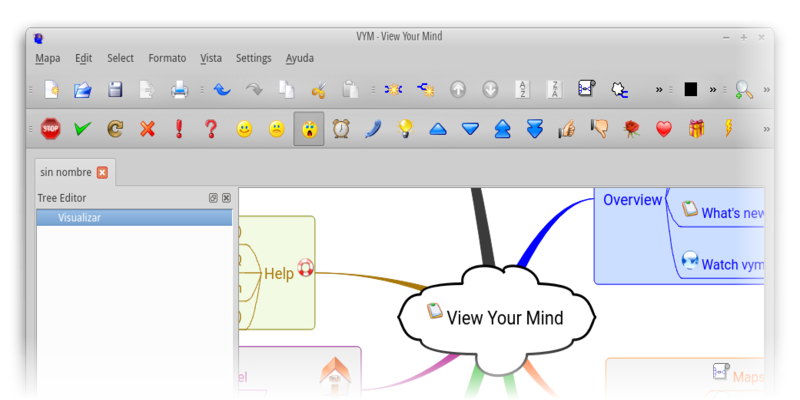 VYM - View Your Mind
Mapa Edit Select Formato Vista Settings Ayuda
STOP
sin nombre
Tree Editor
Visualizar
Overview
What's new
Watch vym
Help
View Your Mind
el
Maps